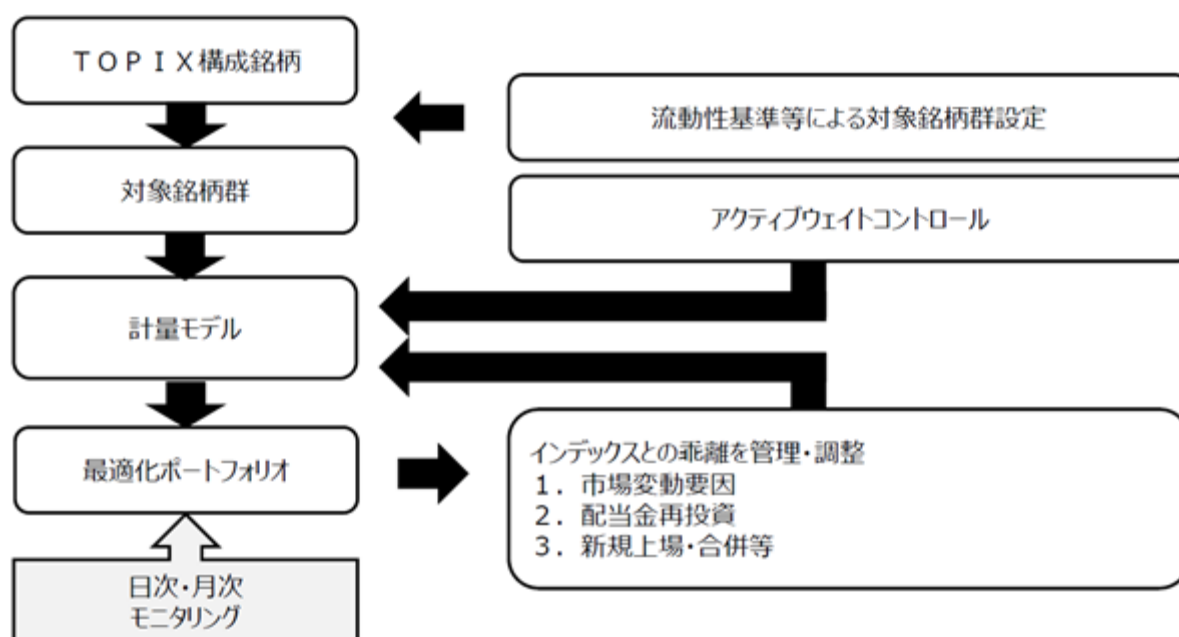 TOPIX構成銘柄
流動性基準等による対象銘柄群設定
対象銘柄群
アクティブウェイトコントロール
計量モデル
最適化ポートフォリオ
インデックスとの乖離を管理・調整
1．市場変動要因
2．配当金再投資
3．新規上場・合併等
日次・月次
モニタリング